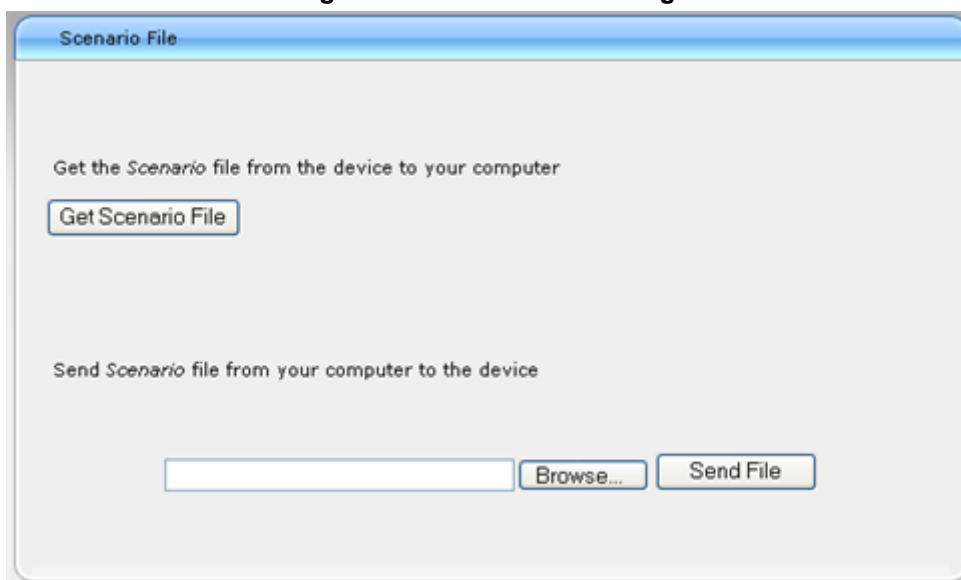 Scenario File
Get the Scenario file from the device to your computer
Get Scenario File
Send Scenario file from your computer to the device
Browse...
Send File